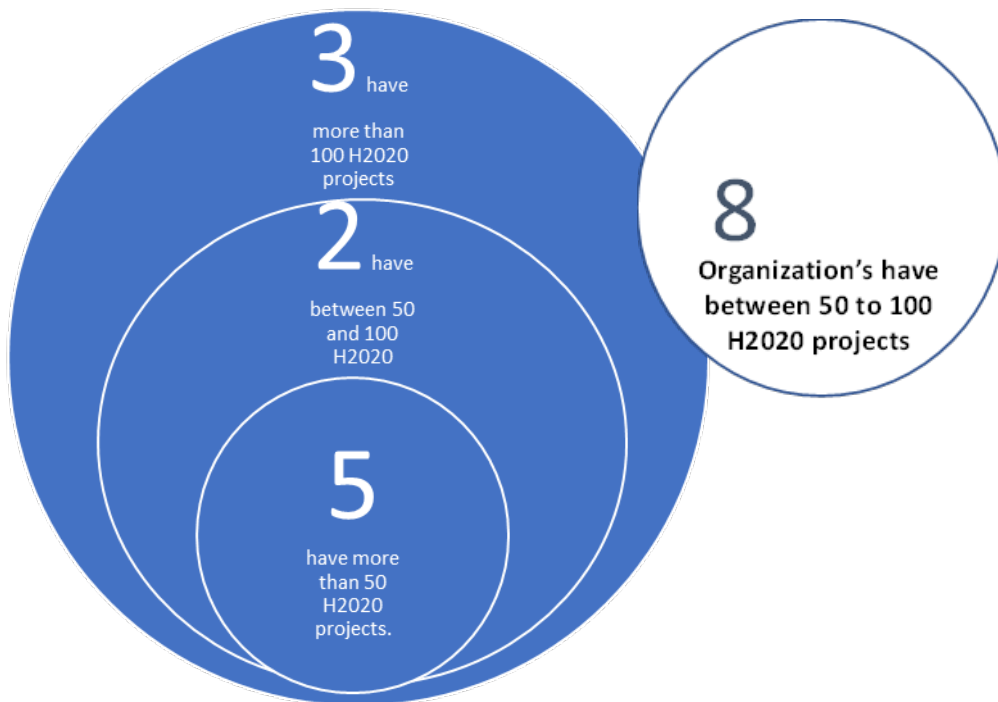 3 have
more than
100 H2020
projects
2 have
between 50
and 100
H2020
5
have more
than 50
H2020
projects.
8
Organization’s have
between 50 to 100
H2020 projects